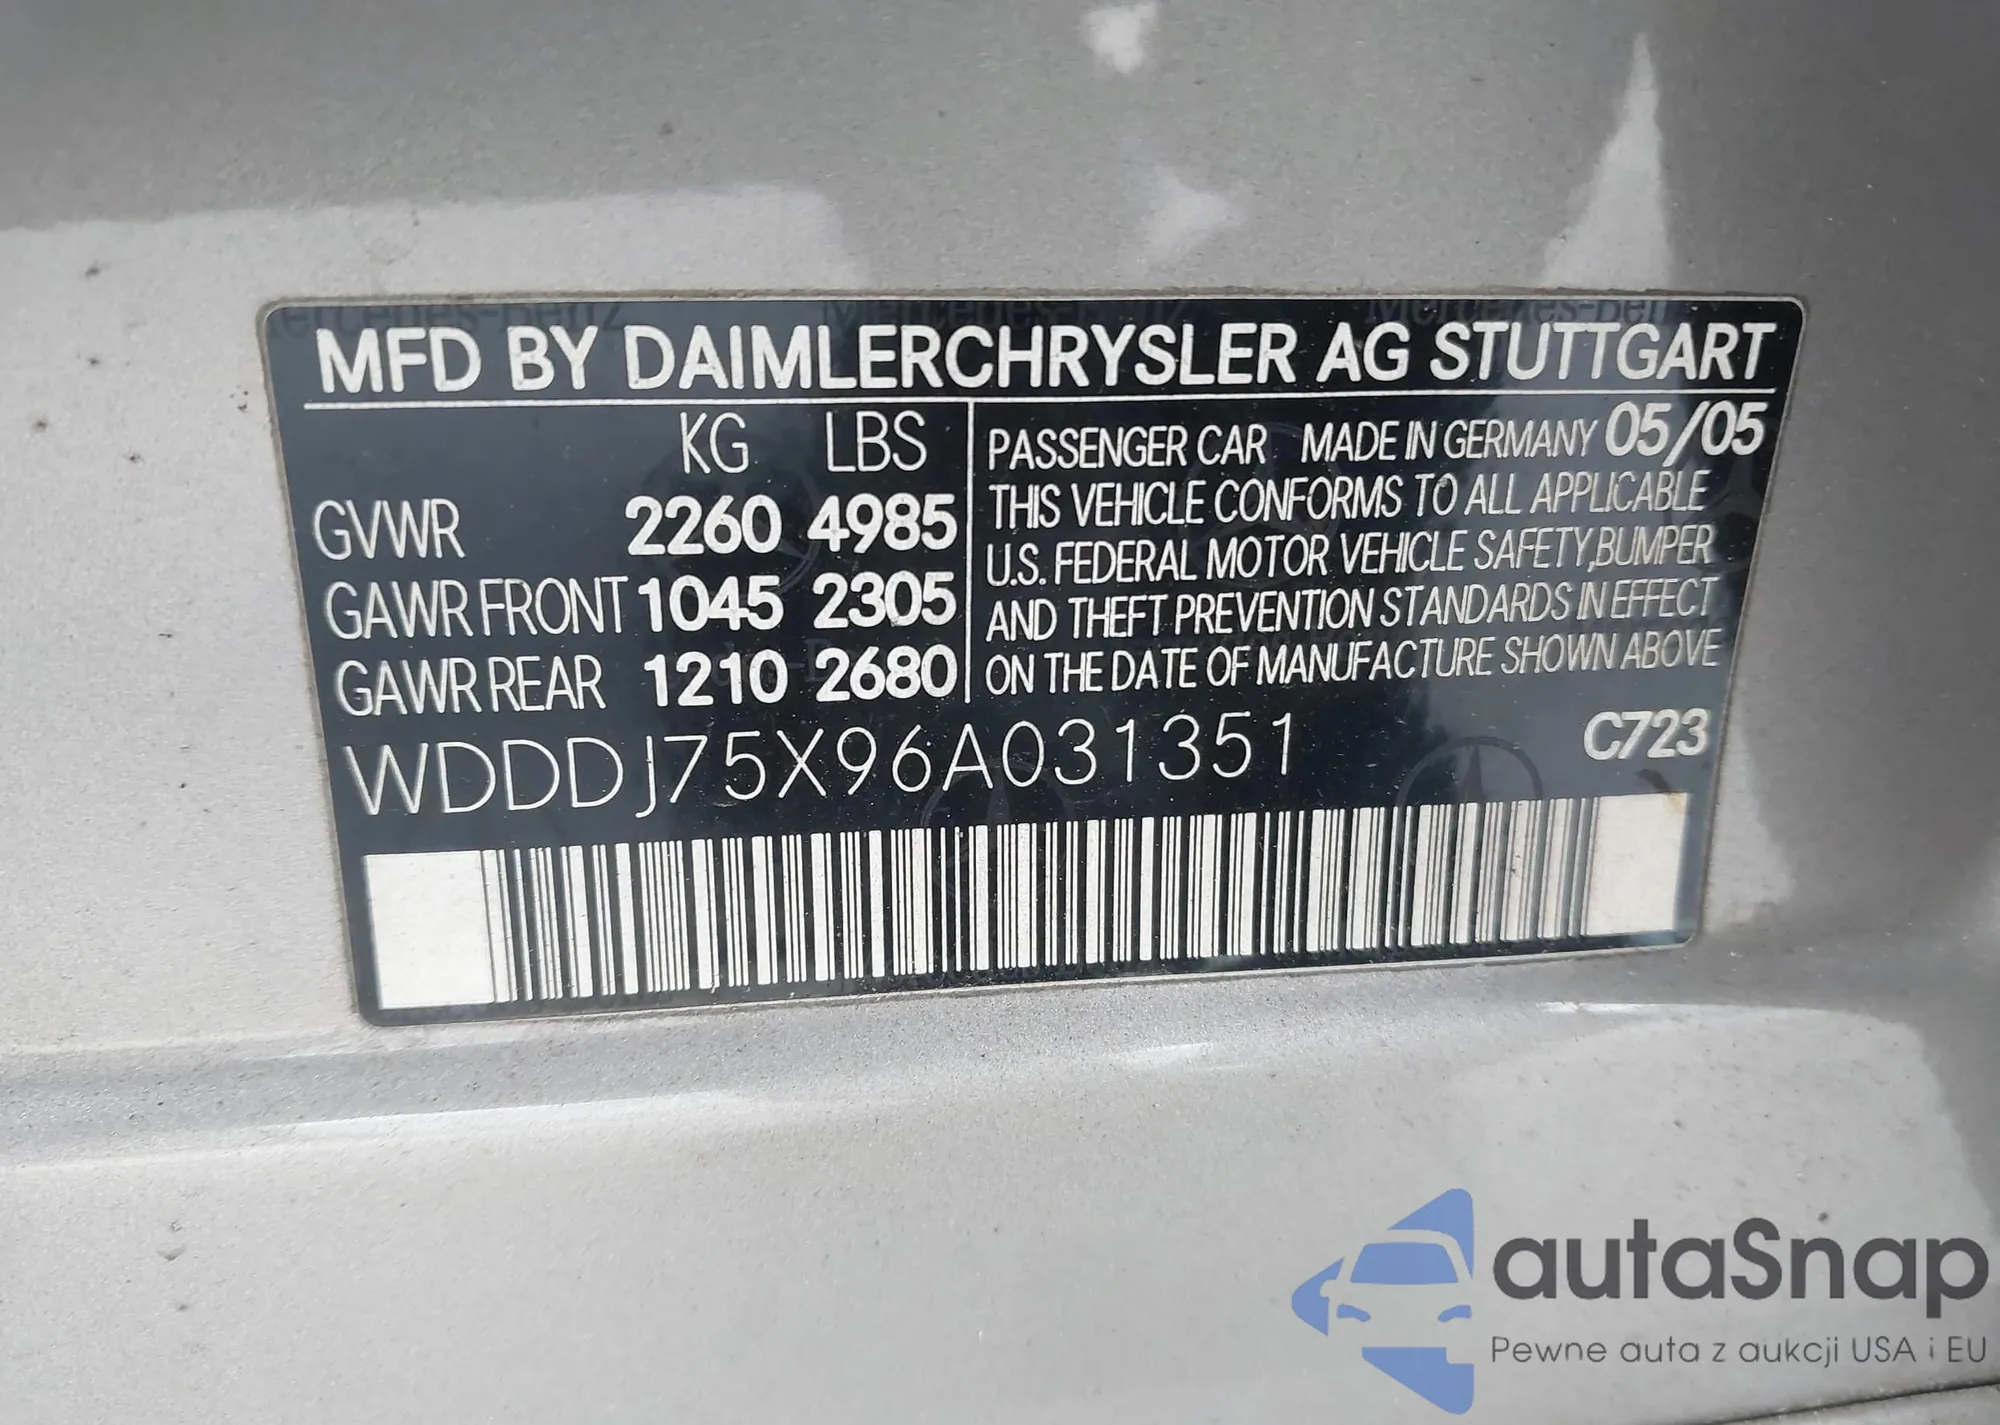 MFD BY DAIMLERCHRYSLER AG STUTTGART
KG LBS
GVWR 2260 4985
GAWR FRONT 1045 2305
GAWR REAR 1210 2680
PASSENGER CAR MADE IN GERMANY 05/05
THIS VEHICLE CONFORMS TO ALL APPLICABLE
U.S. FEDERAL MOTOR VEHICLE SAFETY,BUMPER
AND THEFT PREVENTION STANDARDS IN EFFECT
ON THE DATE OF MANUFACTURE SHOWN ABOVE
WDDDJ75X96A031351 C723
autoSnap
Pewne auta z aukcji USA i EU